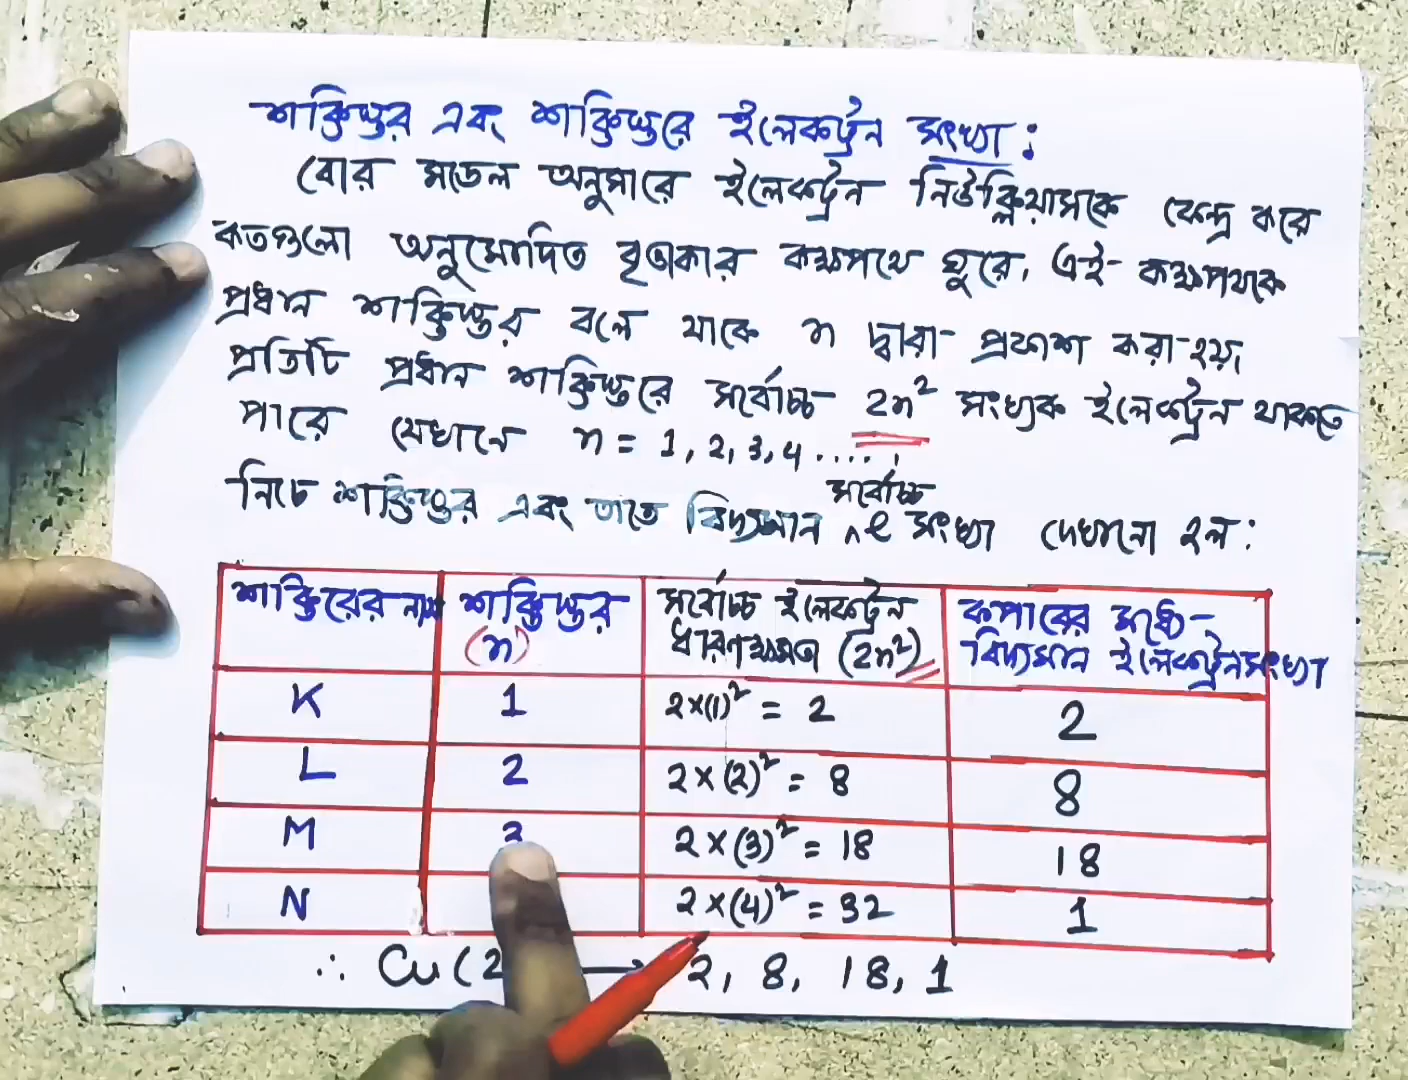 শক্তিস্তর এবং শক্তিস্তরে ইলেকট্রন সংখ্যা:
বোর মডেল অনুসারে ইলেকট্রন নিউক্লিয়াসকে কেন্দ্র করে
কতগুলো অনুমোদিত বৃত্তাকার কক্ষপথে ঘুরে, এই কক্ষপথকে
প্রধান শক্তিস্তর বলে যাকে n দ্বারা প্রকাশ করা হয়,
প্রতিটি প্রধান শক্তিস্তরে সর্বোচ্চ 2n² সংখ্যক ইলেকট্রন থাকতে
পারে যেখানে n = 1, 2, 3, 4 .....
নিচে শক্তিস্তর এবং তাতে বিদ্যমান সর্বোচ্চ e সংখ্যা দেখানো হল:
শক্তিস্তরের নাম শক্তিস্তর (n) সর্বোচ্চ ইলেকট্রন ধারণক্ষমতা (2n²) কপারের মধ্যে বিদ্যমান ইলেকট্রনসংখ্যা
K 1 2×(1)² = 2 2
L 2 2×(2)² = 8 8
M 3 2×(3)² = 18 18
N 2×(4)² = 32 1
∴ Cu (2 → 2, 8, 18, 1